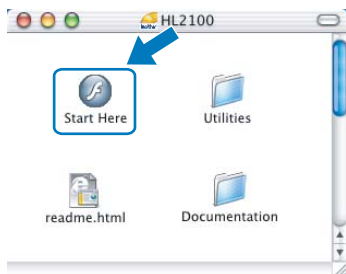 HL2100
Start Here
Utilities
readme.html
Documentation